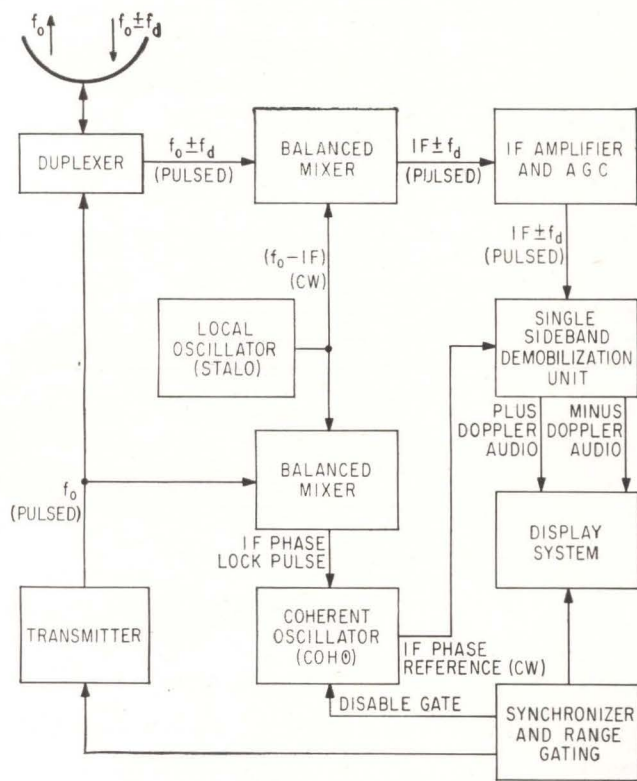 f₀
f₀±f_d
DUPLEXER
f₀±f_d
(PULSED)
BALANCED
MIXER
IF±f_d
(PULSED)
IF AMPLIFIER
AND AGC
(f₀-IF)
(CW)
IF±f_d
(PULSED)
LOCAL
OSCILLATOR
(STALO)
SINGLE
SIDEBAND
DEMOBILIZATION
UNIT
PLUS
DOPPLER
AUDIO
MINUS
DOPPLER
AUDIO
f₀
(PULSED)
BALANCED
MIXER
IF PHASE
LOCK PULSE
DISPLAY
SYSTEM
TRANSMITTER
COHERENT
OSCILLATOR
(COHO)
IF PHASE
REFERENCE (CW)
DISABLE GATE
SYNCHRONIZER
AND RANGE
GATING